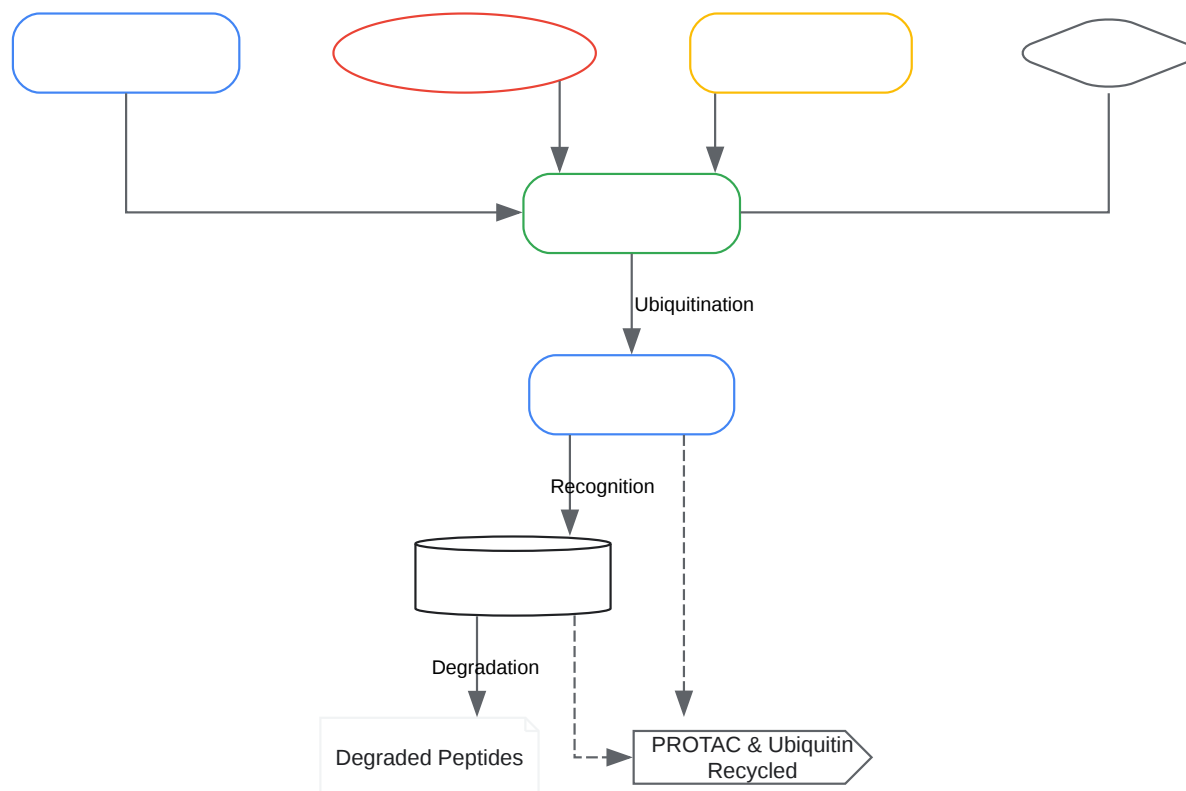 Ubiquitination
Recognition
Degradation
Degraded Peptides
PROTAC & Ubiquitin
Recycled